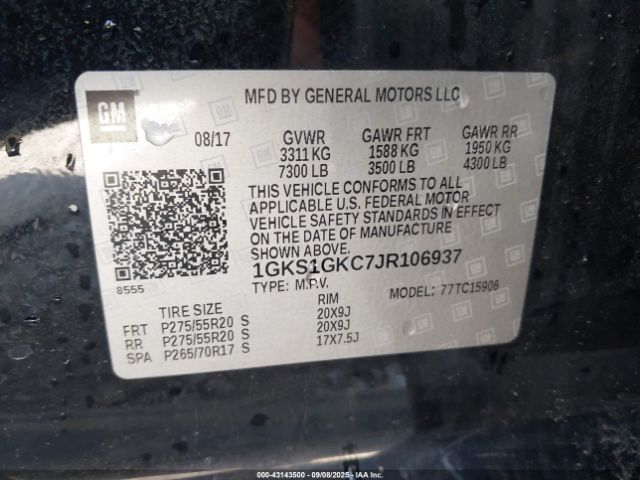 GM
MFD BY GENERAL MOTORS LLC
08/17
GVWR GAWR FRT GAWR RR
3311 KG 1588 KG 1950 KG
7300 LB 3500 LB 4300 LB
THIS VEHICLE CONFORMS TO ALL
APPLICABLE U.S. FEDERAL MOTOR
VEHICLE SAFETY STANDARDS IN EFFECT
ON THE DATE OF MANUFACTURE
SHOWN ABOVE.
1GKS1GKC7JR106937
8555
TYPE: M.P.V. MODEL: 77TC15906
TIRE SIZE RIM
FRT P275/55R20 S 20X9J
RR P275/55R20 S 20X9J
SPA P265/70R17 S 17X7.5J
000-43143500 - 09/08/2025 - IAA, Inc.